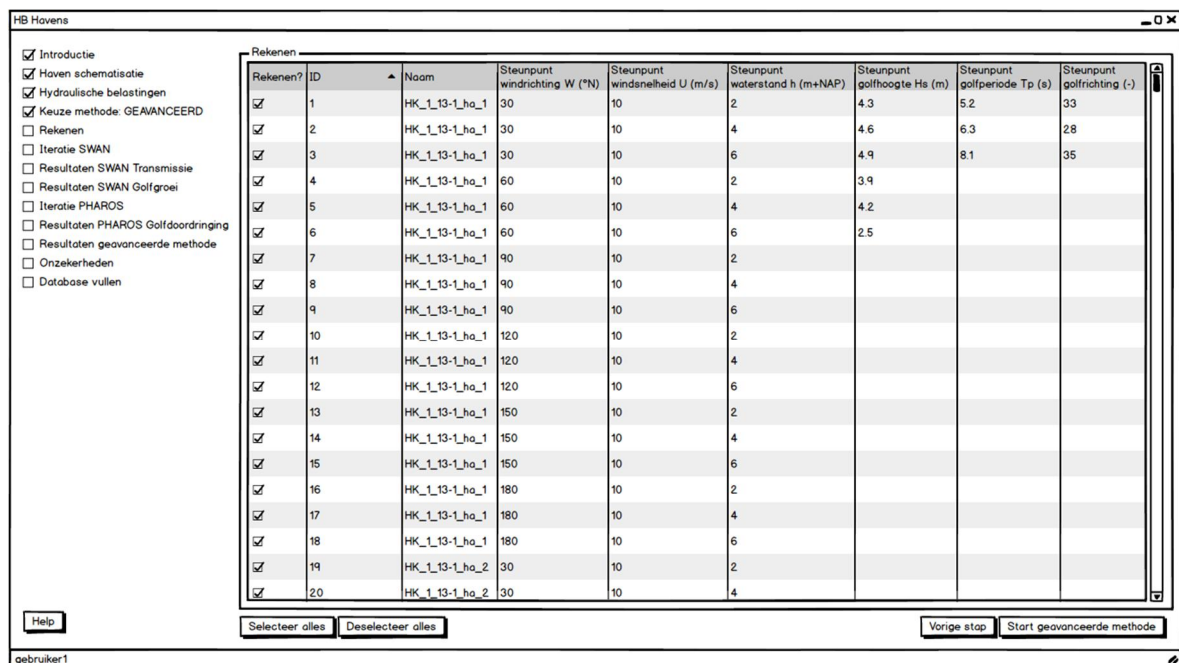 HB Havens
Introductie
Haven schematisatie
Hydraulische belastingen
Keuze methode: GEAVANCEERD
Rekenen
Iteratie SWAN
Resultaten SWAN Transmissie
Resultaten SWAN Golfgroei
Iteratie PHAROS
Resultaten PHAROS Golfdoordringing
Resultaten geavanceerde methode
Onzekerheden
Database vullen
Help
Rekenen
Rekenen? ID Naam Steunpunt windrichting W (°N) Steunpunt windsnelheid U (m/s) Steunpunt waterstand h (m+NAP) Steunpunt golfhoogte Hs (m) Steunpunt golfperiode Tp (s) Steunpunt golfrichting (-)
1 HK_1_13-1_ha_1 30 10 2 4.3 5.2 33
2 HK_1_13-1_ha_1 30 10 4 4.6 6.3 28
3 HK_1_13-1_ha_1 30 10 6 4.9 8.1 35
4 HK_1_13-1_ha_1 60 10 2 3.9
5 HK_1_13-1_ha_1 60 10 4 4.2
6 HK_1_13-1_ha_1 60 10 6 2.5
7 HK_1_13-1_ha_1 90 10 2
8 HK_1_13-1_ha_1 90 10 4
9 HK_1_13-1_ha_1 90 10 6
10 HK_1_13-1_ha_1 120 10 2
11 HK_1_13-1_ha_1 120 10 4
12 HK_1_13-1_ha_1 120 10 6
13 HK_1_13-1_ha_1 150 10 2
14 HK_1_13-1_ha_1 150 10 4
15 HK_1_13-1_ha_1 150 10 6
16 HK_1_13-1_ha_1 180 10 2
17 HK_1_13-1_ha_1 180 10 4
18 HK_1_13-1_ha_1 180 10 6
19 HK_1_13-1_ha_2 30 10 2
20 HK_1_13-1_ha_2 30 10 4
Selecteer alles Deselecteer alles Vorige stap Start geavanceerde methode
gebruiker1